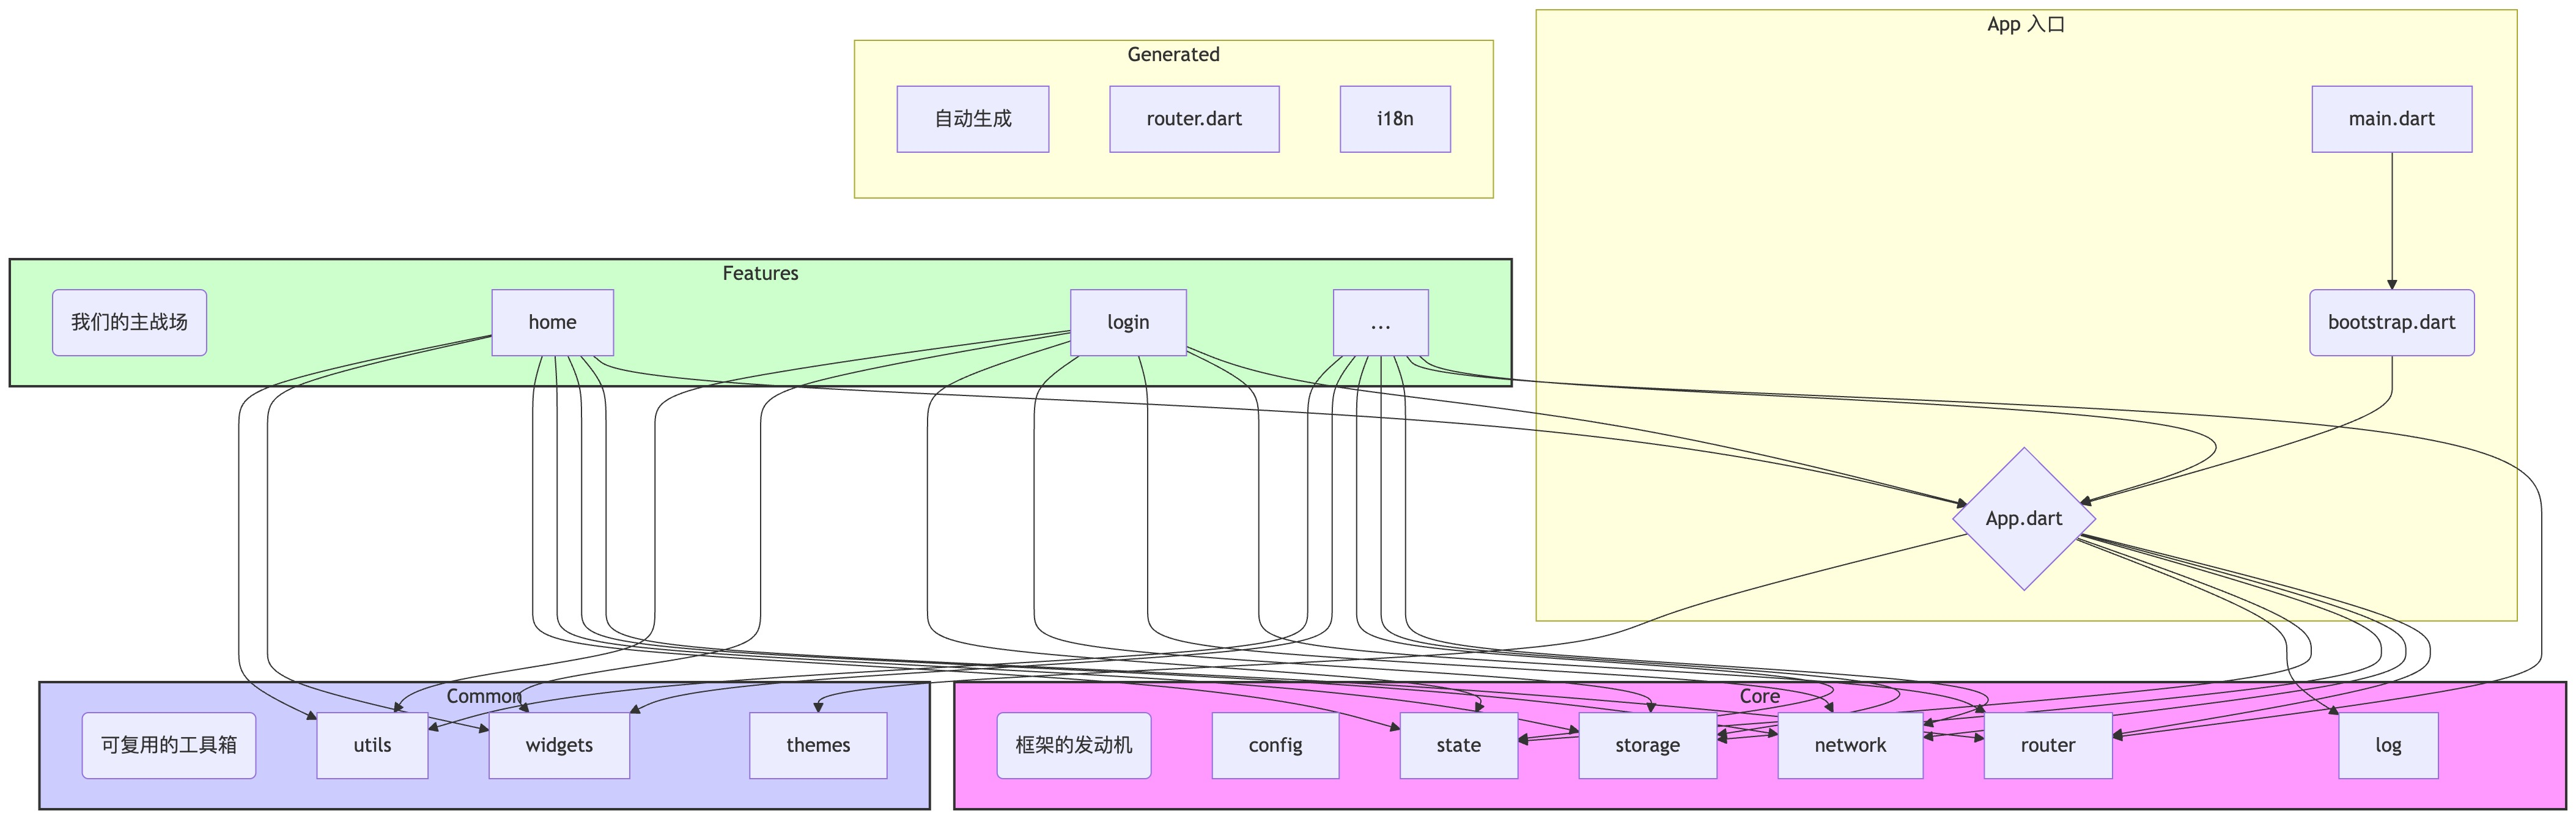 App 入口
Generated
自动生成
router.dart
i18n
main.dart
Features
我们的主战场
home
login
...
bootstrap.dart
App.dart
Common
可复用的工具箱
utils
widgets
themes
Core
框架的发动机
config
state
storage
network
router
log